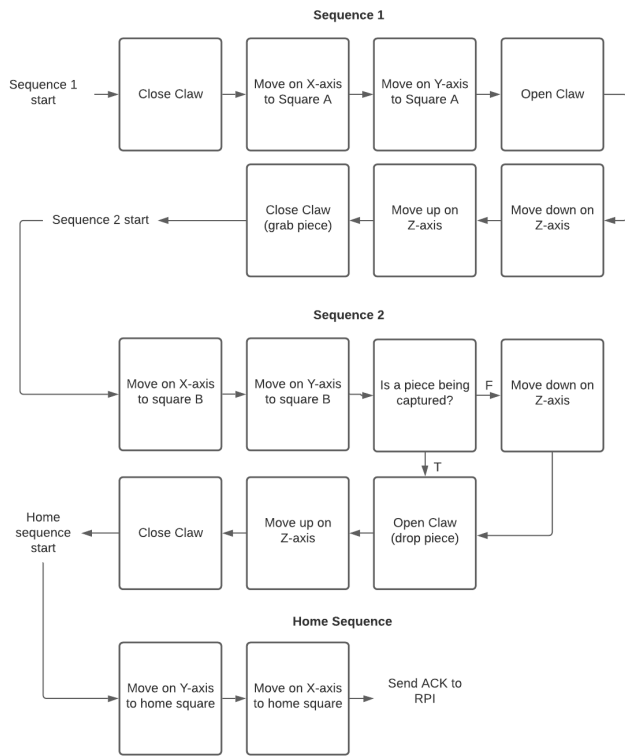 Sequence 1
Sequence 1
start
Close Claw
Move on X-axis
to Square A
Move on Y-axis
to Square A
Open Claw
Sequence 2 start
Close Claw
(grab piece)
Move up on
Z-axis
Move down on
Z-axis
Sequence 2
Move on X-axis
to square B
Move on Y-axis
to square B
Is a piece being
captured?
F
Move down on
Z-axis
T
Home
sequence
start
Close Claw
Move up on
Z-axis
Open Claw
(drop piece)
Home Sequence
Move on Y-axis
to home square
Move on X-axis
to home square
Send ACK to
RPI